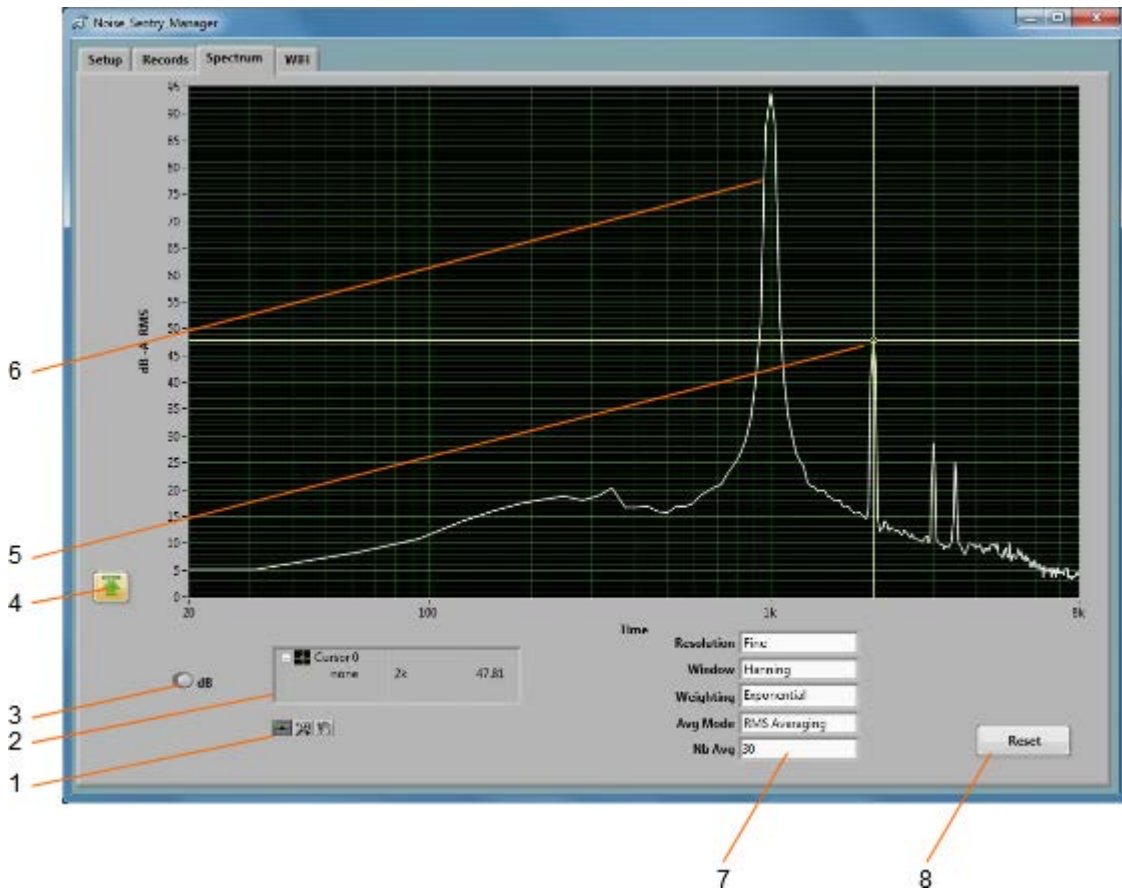 Noise Sentry Manager
Setup Records Spectrum WiFi
95
90
85
80
75
70
65
60
55
50
45
40
35
30
25
20
15
10
5
0
dB -A RMS
20 100 1k 8k
Time
6
5
4
3
2
1
dB
Cursor 0
none 2k 47.81
Resolution Fine
Window Hanning
Weighting Exponential
Avg Mode RMS Averaging
Nb Avg 30
Reset
7 8